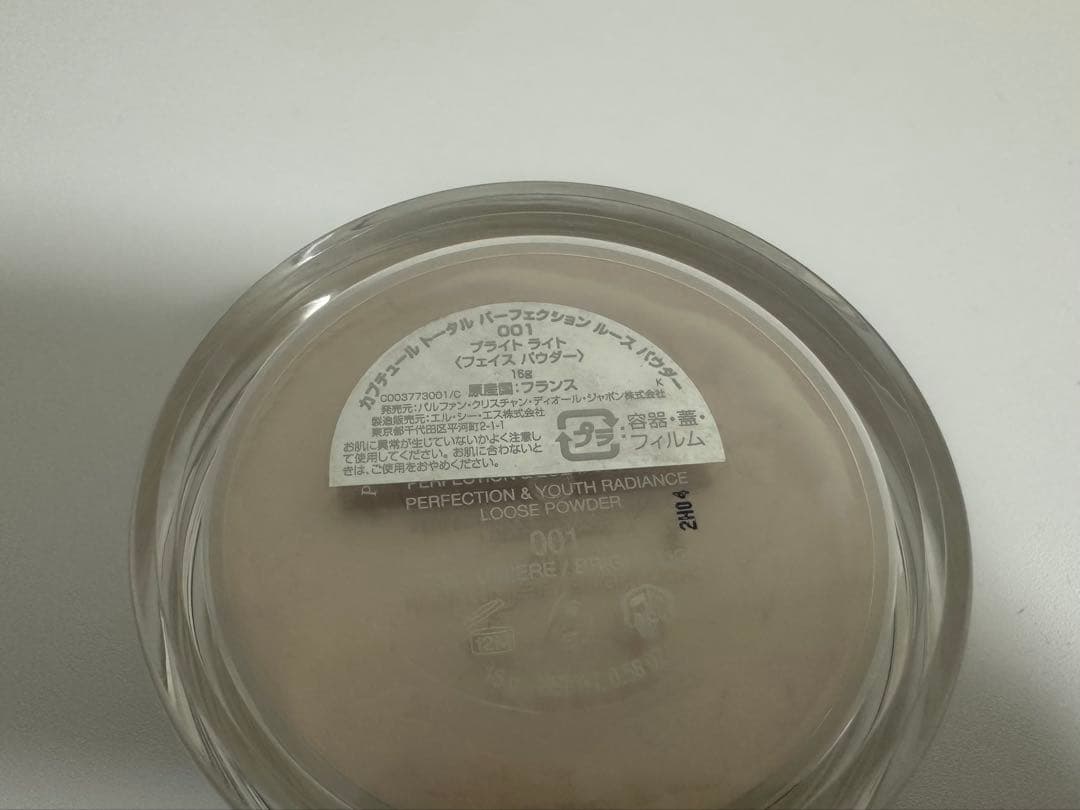 カプチュール トータル パーフェクション ルース パウダー
001
ブライト ライト
〈フェイス パウダー〉
16g
K
C003773001/C 原産国:フランス
発売元:パルファン・クリスチャン・ディオール・ジャポン株式会社
製造販売元:エル・シー・エス株式会社
東京都千代田区平河町2-1-1
お肌に異常が生じていないかよく注意し
て使用してください。お肌に合わないと
きは、ご使用をおやめください。
プラ
:容器・蓋・
フィルム
PERFECTION &
PERFECTION & YOUTH RADIANCE
LOOSE POWDER
2H04
001
12M